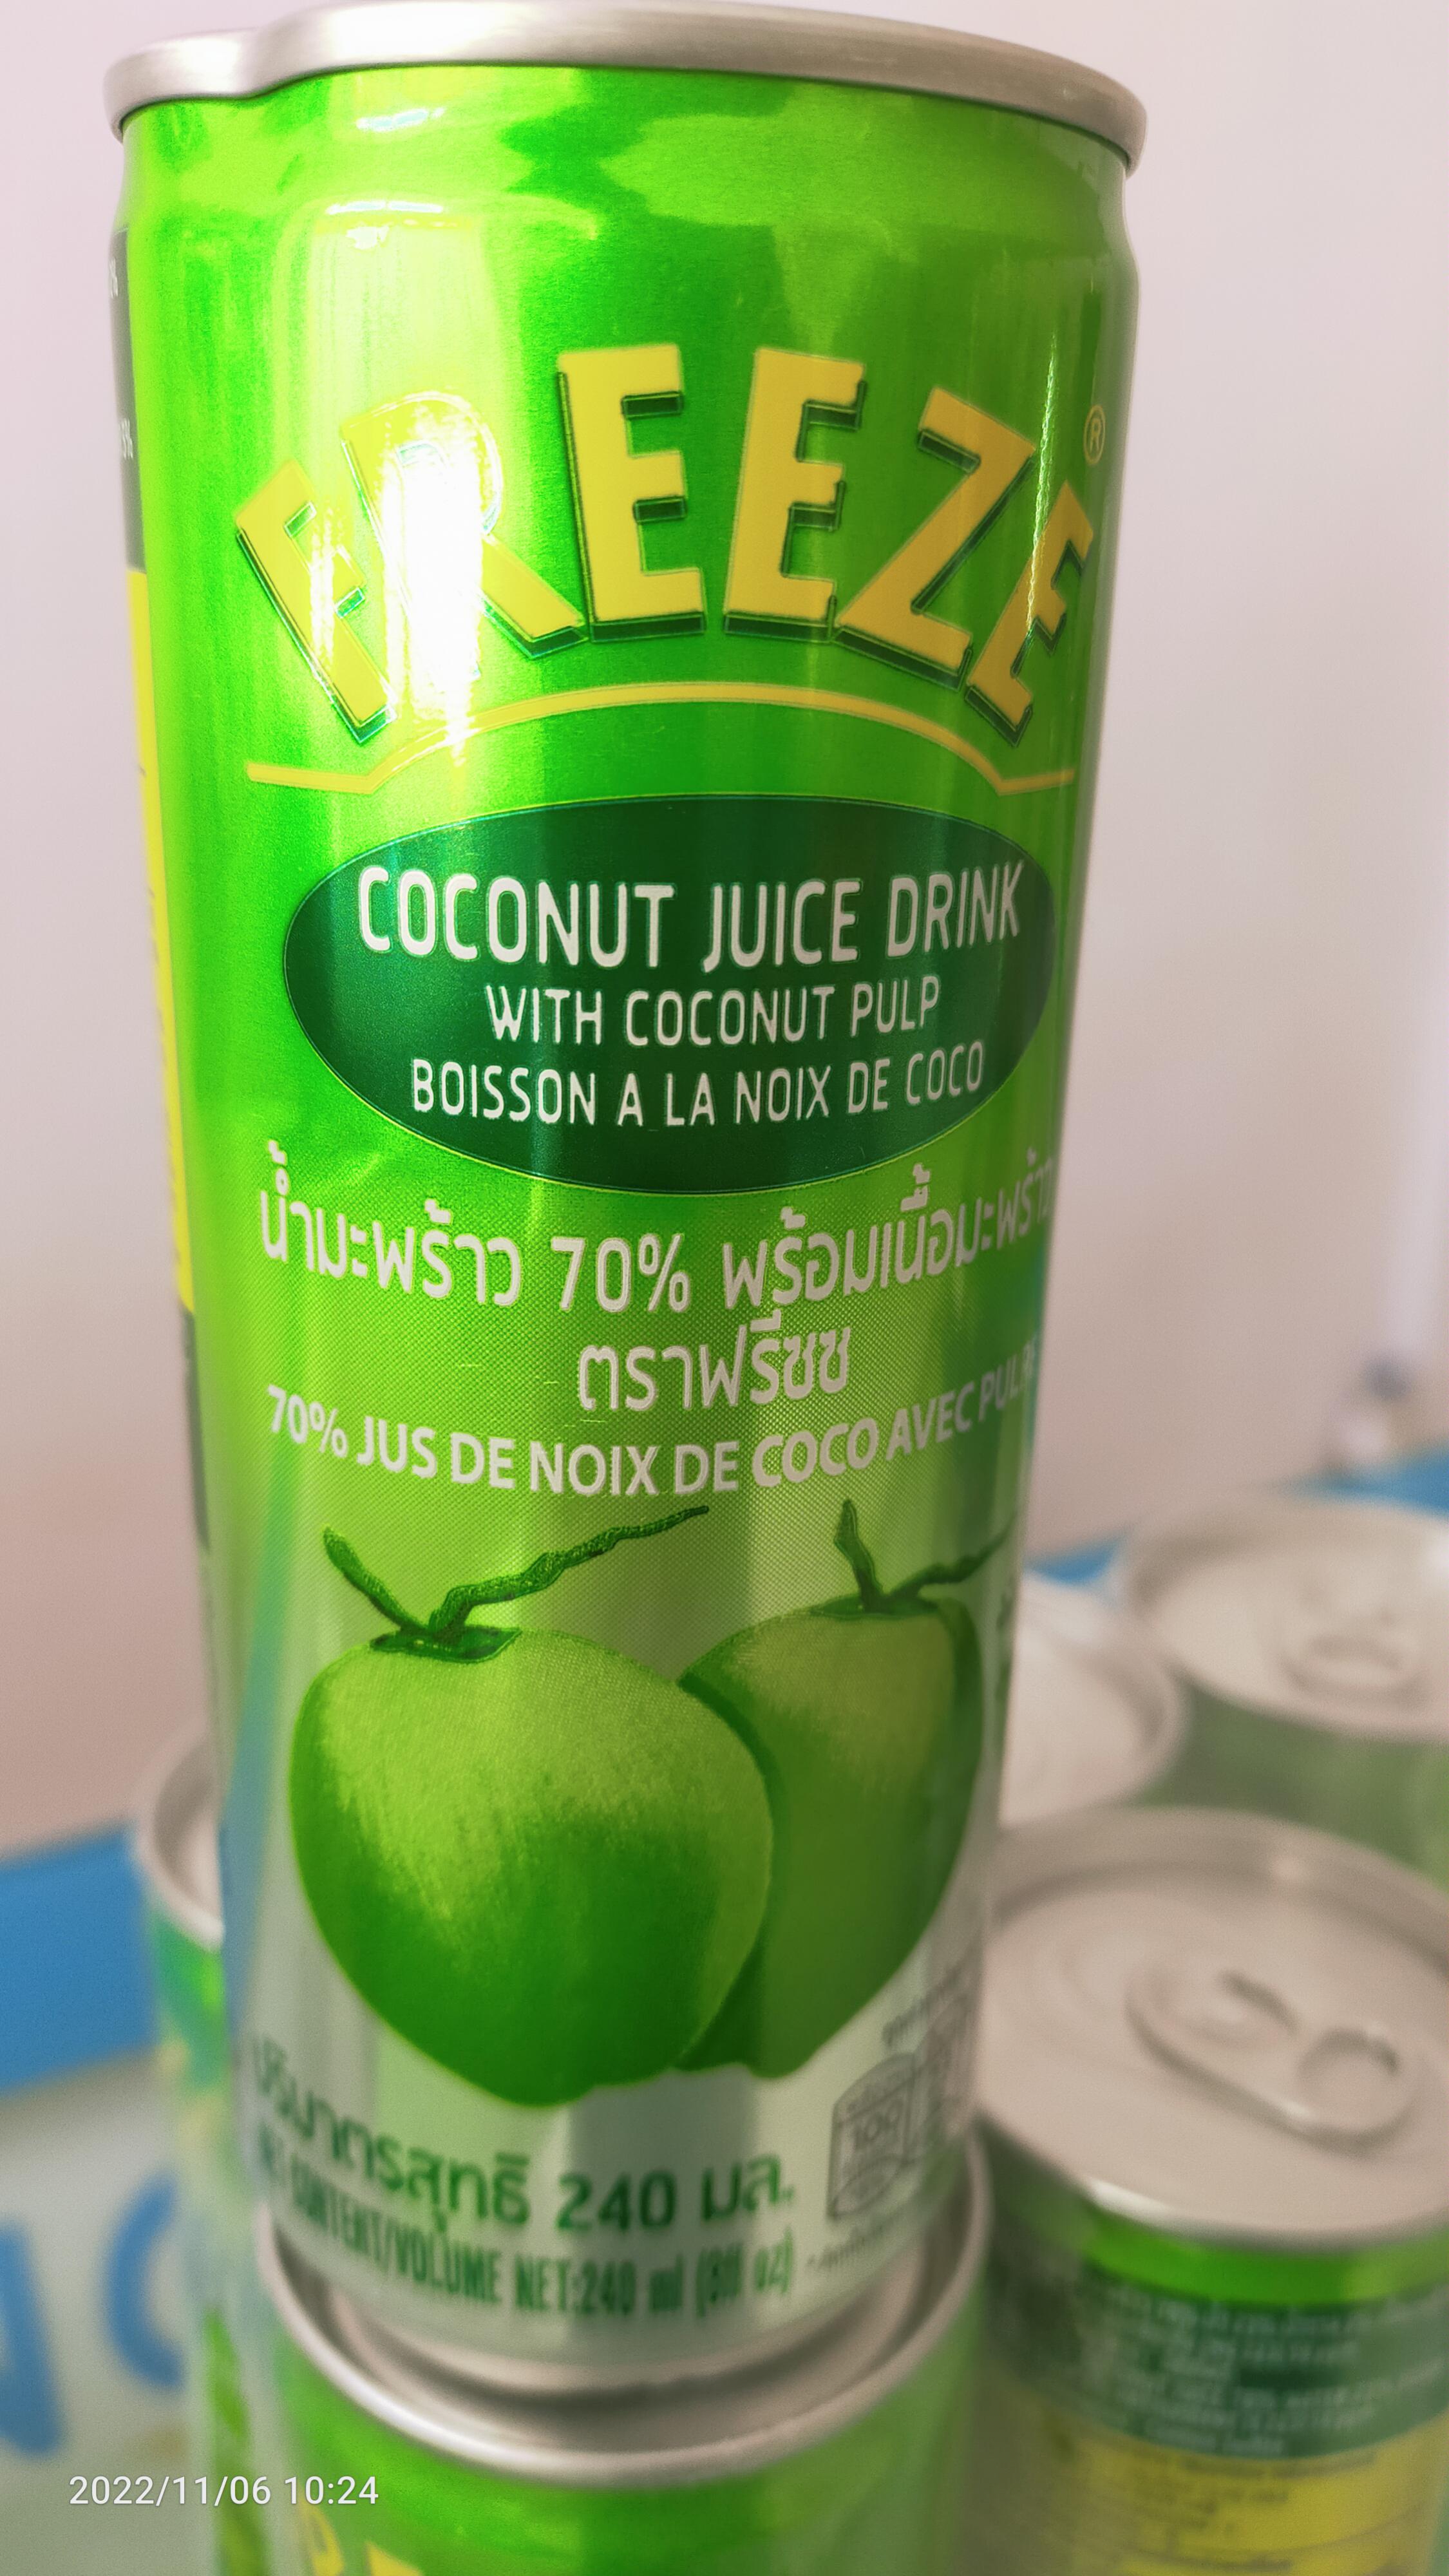 FREEZE®
COCONUT JUICE DRINK
WITH COCONUT PULP
BOISSON A LA NOIX DE COCO
น้ำมะพร้าว 70% พร้อมเนื้อมะพร้าว
ตราฟรีซซ
70% JUS DE NOIX DE COCO AVEC PULPE
ปริมาตรสุทธิ 240 มล.
NET CONTENT/VOLUME NET:240 ml (8fl oz)
100
2022/11/06 10:24